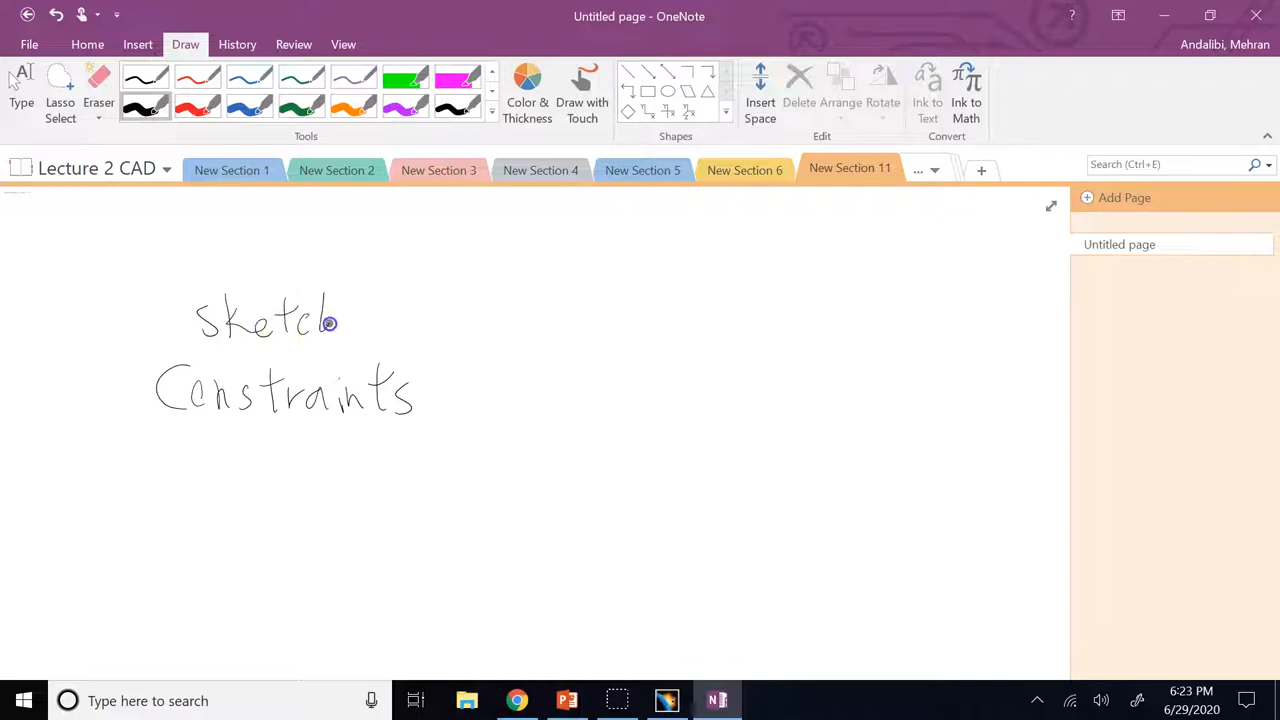 Untitled page - OneNote
?
Andalibi, Mehran
File Home Insert Draw History Review View
Type
Lasso Select
Eraser
Color & Thickness
Draw with Touch
Insert Space
Delete Arrange Rotate
Ink to Text
Ink to Math
Tools Shapes Edit Convert
Lecture 2 CAD
New Section 1 New Section 2 New Section 3 New Section 4 New Section 5 New Section 6 New Section 11 ...
Search (Ctrl+E)
Add Page
Untitled page
sketch
Constraints
Type here to search
6:23 PM
6/29/2020